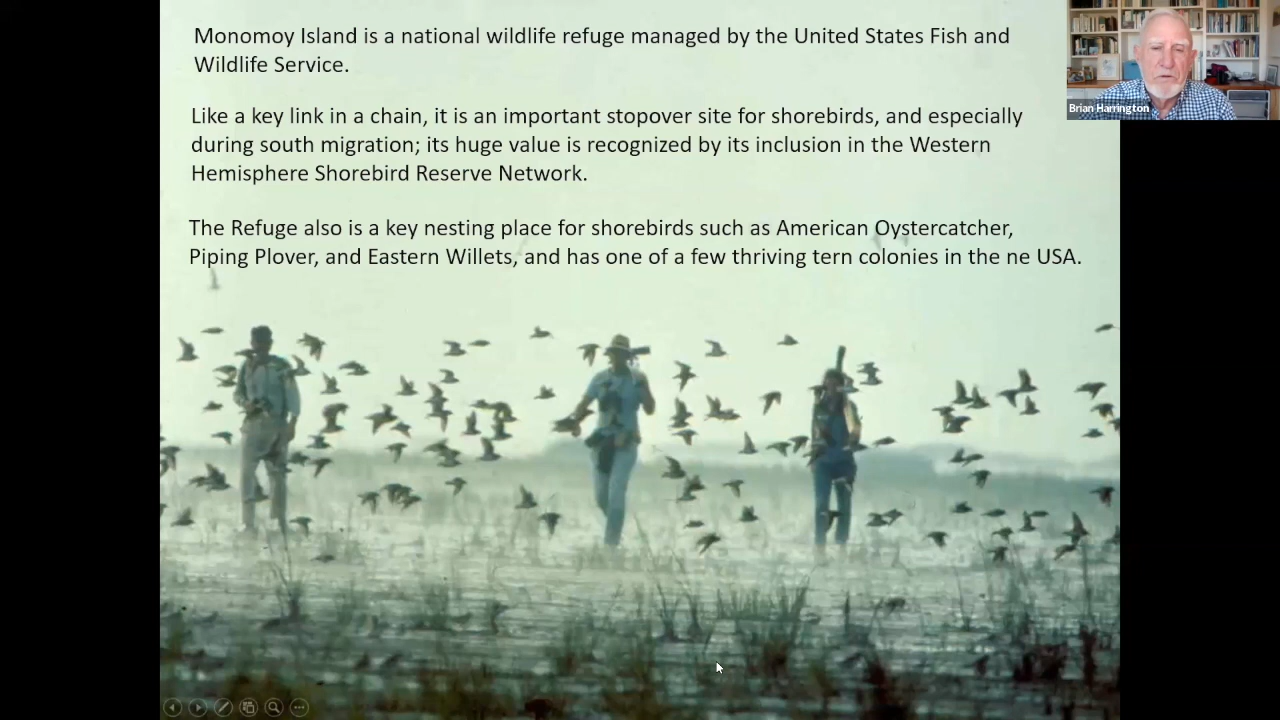 Monomoy Island is a national wildlife refuge managed by the United States Fish and
Wildlife Service.
Like a key link in a chain, it is an important stopover site for shorebirds, and especially
during south migration; its huge value is recognized by its inclusion in the Western
Hemisphere Shorebird Reserve Network.
The Refuge also is a key nesting place for shorebirds such as American Oystercatcher,
Piping Plover, and Eastern Willets, and has one of a few thriving tern colonies in the ne USA.
Brian Harrington